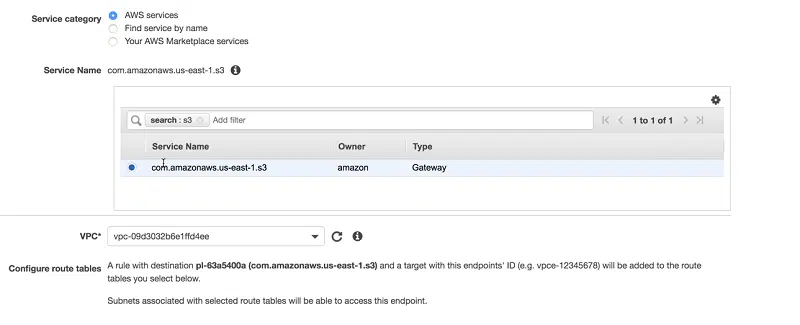 Service category AWS services
Find service by name
Your AWS Marketplace services
Service Name com.amazonaws.us-east-1.s3
search : s3 Add filter 1 to 1 of 1
Service Name Owner Type
com.amazonaws.us-east-1.s3 amazon Gateway
VPC* vpc-09d3032b6e1ffd4ee
Configure route tables A rule with destination pl-63a5400a (com.amazonaws.us-east-1.s3) and a target with this endpoints' ID (e.g. vpce-12345678) will be added to the route
tables you select below.
Subnets associated with selected route tables will be able to access this endpoint.